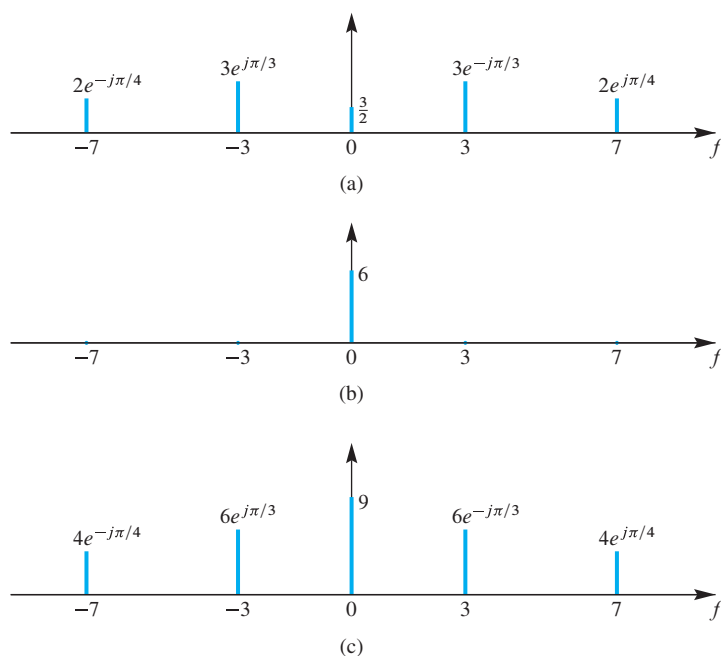 2e^{-jπ/4} 3e^{jπ/3} 3e^{-jπ/3} 2e^{jπ/4}
3/2
−7 −3 0 3 7 f
(a)
6
−7 −3 0 3 7 f
(b)
9
4e^{-jπ/4} 6e^{jπ/3} 6e^{-jπ/3} 4e^{jπ/4}
−7 −3 0 3 7 f
(c)